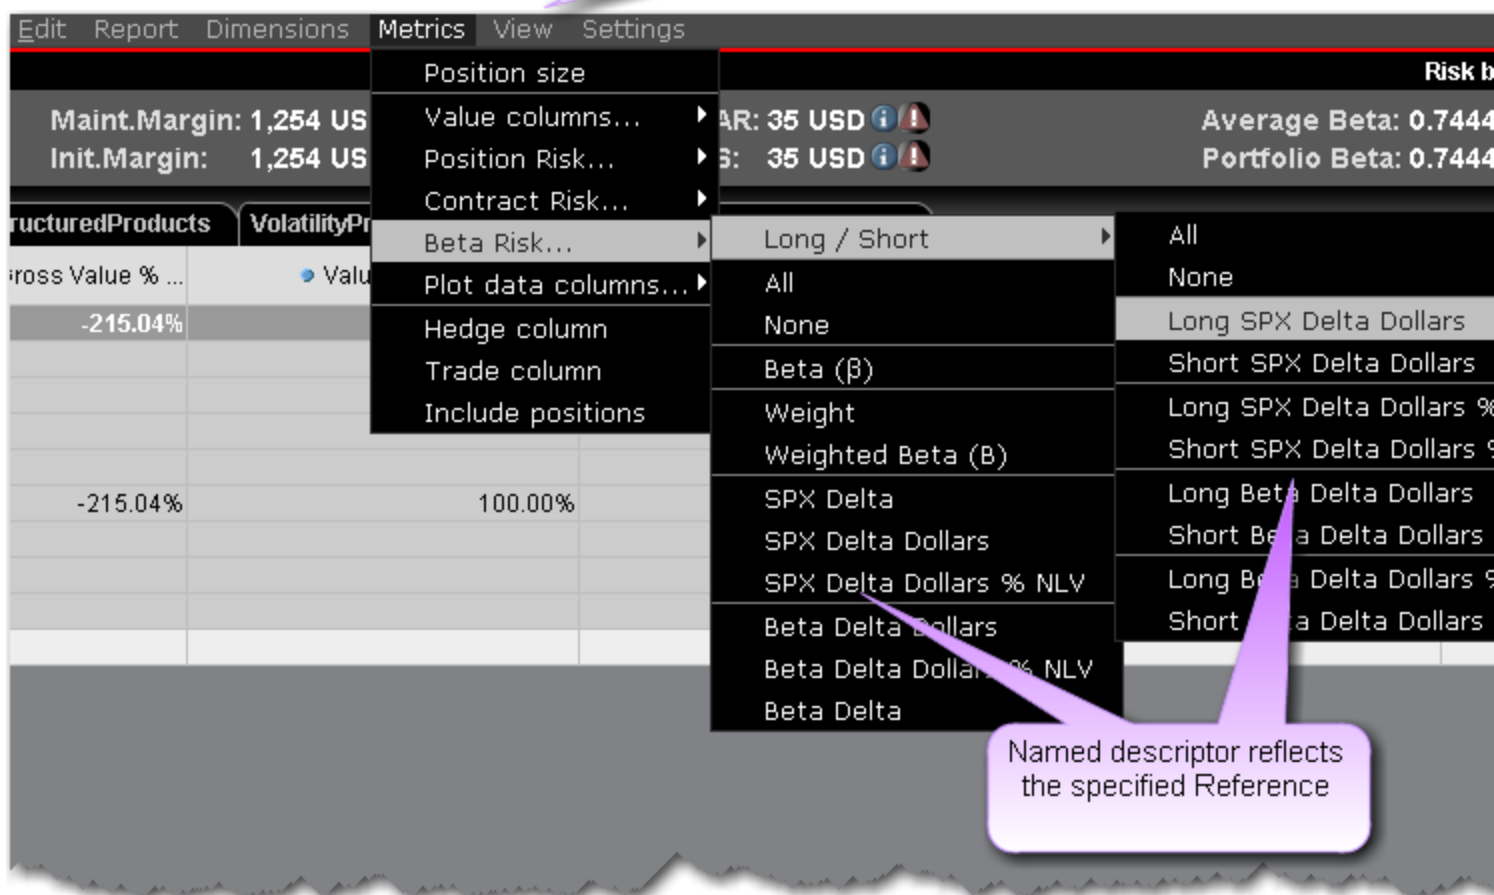 Edit Report Dimensions Metrics View Settings
Risk b
Maint.Margin: 1,254 US
AR: 35 USD
Average Beta: 0.7444
Init.Margin: 1,254 US
S: 35 USD
Portfolio Beta: 0.7444
ructuredProducts
VolatilityPr
ross Value % ...
Valu
-215.04%
-215.04%
100.00%
Position size
Value columns...
Position Risk...
Contract Risk...
Beta Risk...
Plot data columns...
Hedge column
Trade column
Include positions
Long / Short
All
None
Beta (β)
Weight
Weighted Beta (B)
SPX Delta
SPX Delta Dollars
SPX Delta Dollars % NLV
Beta Delta Dollars
Beta Delta Dollars % NLV
Beta Delta
All
None
Long SPX Delta Dollars
Short SPX Delta Dollars
Long SPX Delta Dollars %
Short SPX Delta Dollars %
Long Beta Delta Dollars
Short Beta Delta Dollars
Long Beta Delta Dollars %
Short Beta Delta Dollars
Named descriptor reflects
the specified Reference